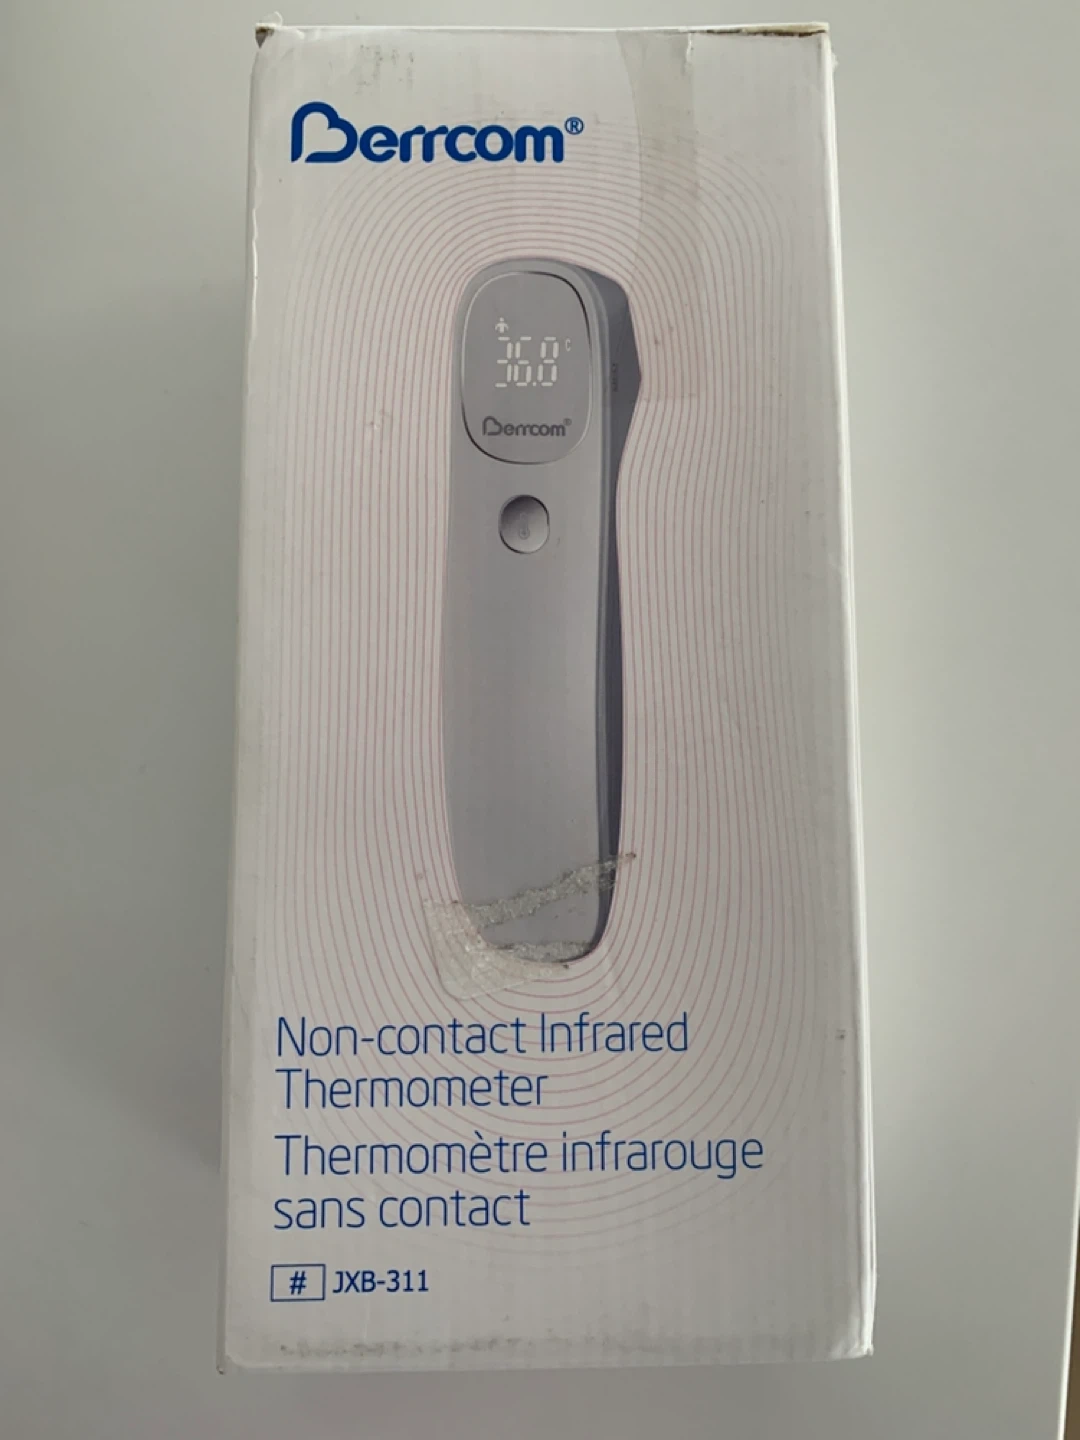 Berrcom®
36.8 °C
Berrcom®
Non-contact Infrared
Thermometer
Thermomètre infrarouge
sans contact
# JXB-311